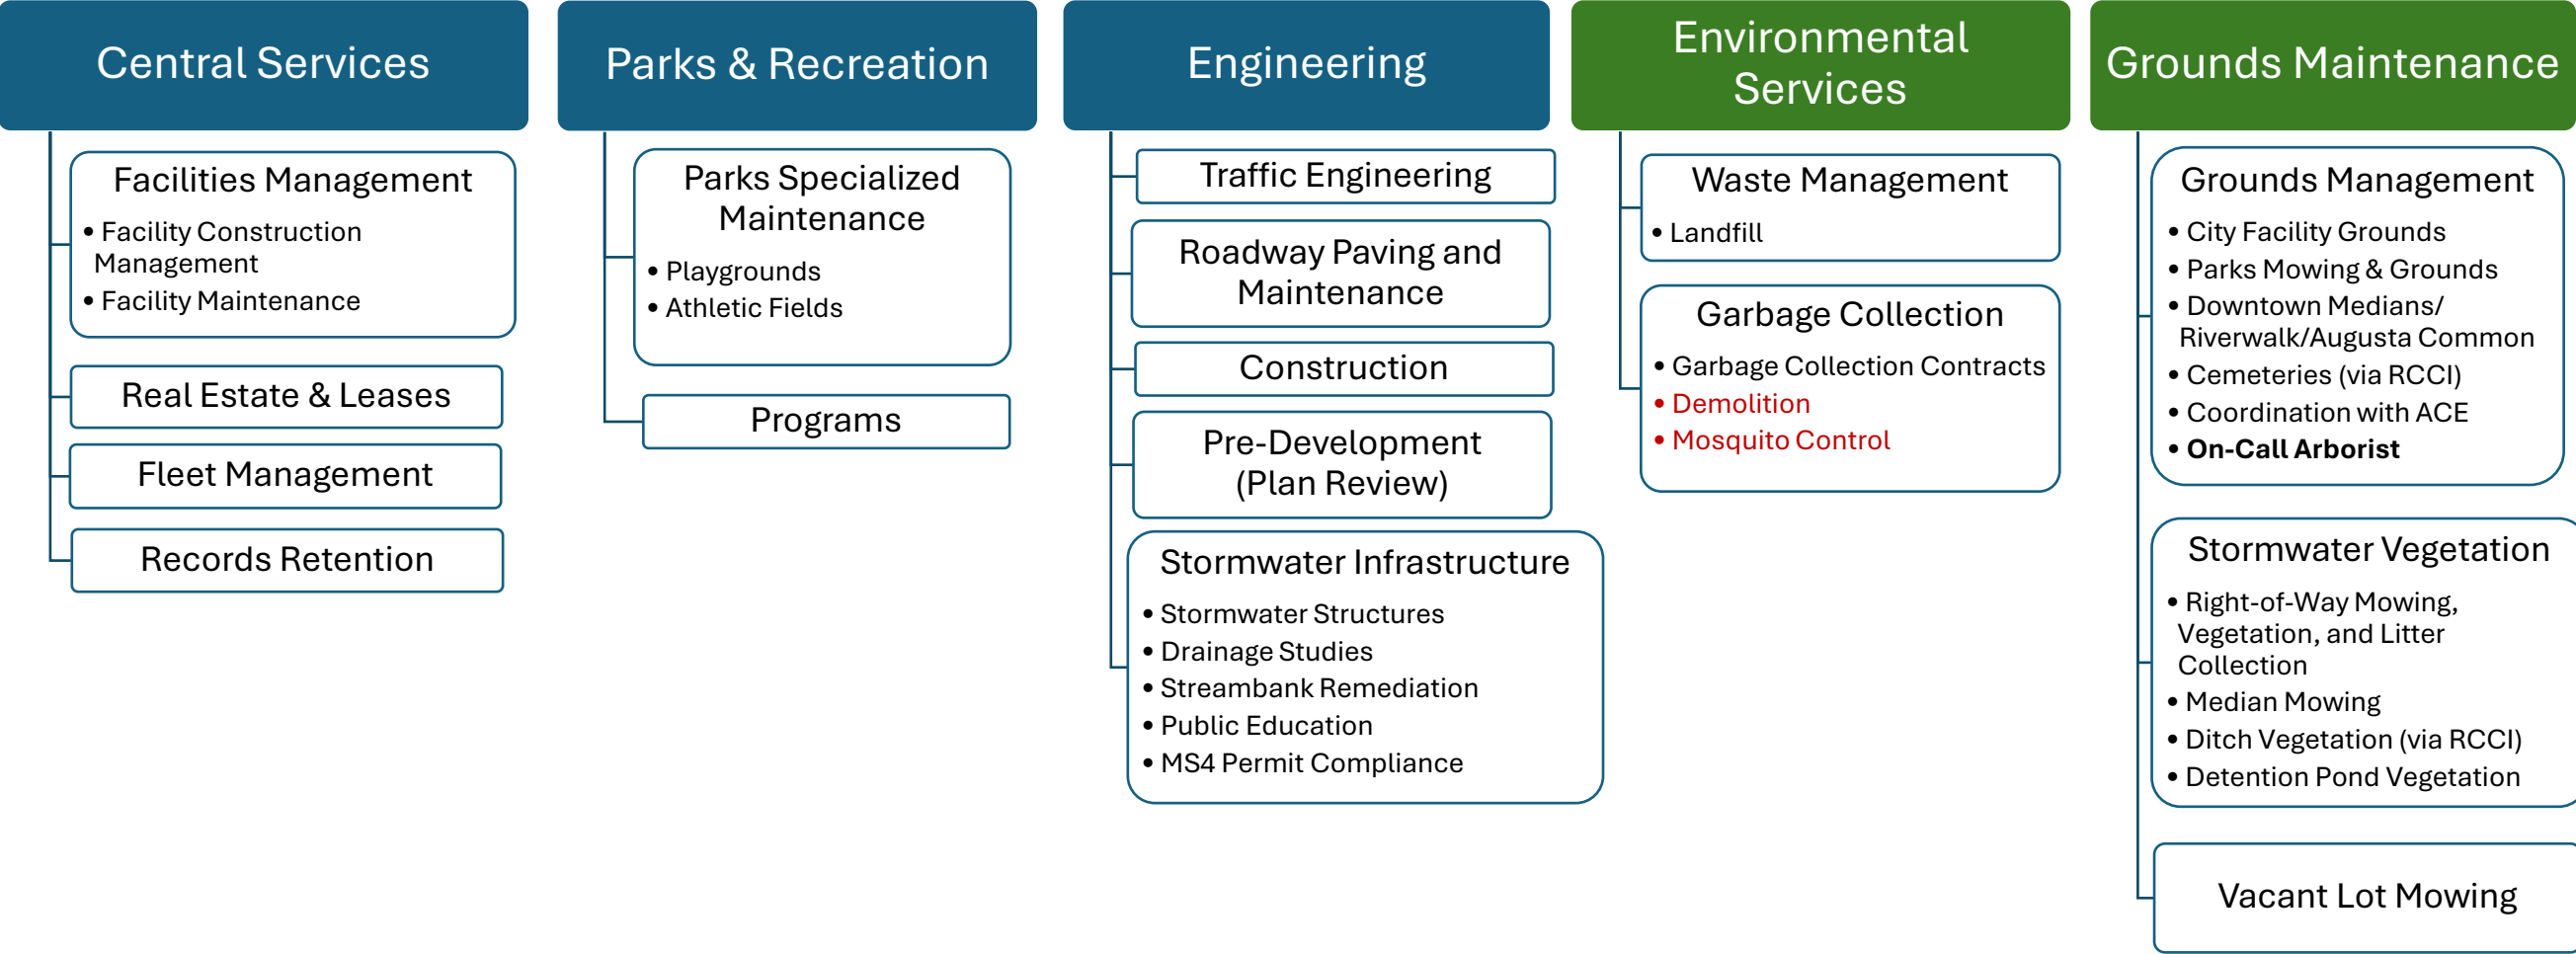 Central Services
Facilities Management
• Facility Construction
Management
• Facility Maintenance
Real Estate & Leases
Fleet Management
Records Retention
Parks & Recreation
Parks Specialized
Maintenance
• Playgrounds
• Athletic Fields
Programs
Engineering
Traffic Engineering
Roadway Paving and
Maintenance
Construction
Pre-Development
(Plan Review)
Stormwater Infrastructure
• Stormwater Structures
• Drainage Studies
• Streambank Remediation
• Public Education
• MS4 Permit Compliance
Environmental
Services
Waste Management
• Landfill
Garbage Collection
• Garbage Collection Contracts
• Demolition
• Mosquito Control
Grounds Maintenance
Grounds Management
• City Facility Grounds
• Parks Mowing & Grounds
• Downtown Medians/
Riverwalk/Augusta Common
• Cemeteries (via RCCI)
• Coordination with ACE
• On-Call Arborist
Stormwater Vegetation
• Right-of-Way Mowing,
Vegetation, and Litter
Collection
• Median Mowing
• Ditch Vegetation (via RCCI)
• Detention Pond Vegetation
Vacant Lot Mowing